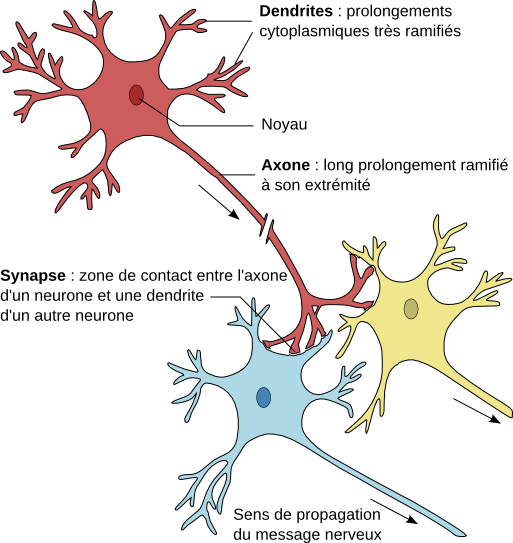 Dendrites : prolongements
cytoplasmiques très ramifiés
Noyau
Axone : long prolongement ramifié
à son extrémité
Synapse : zone de contact entre l'axone
d'un neurone et une dendrite
d'un autre neurone
Sens de propagation
du message nerveux